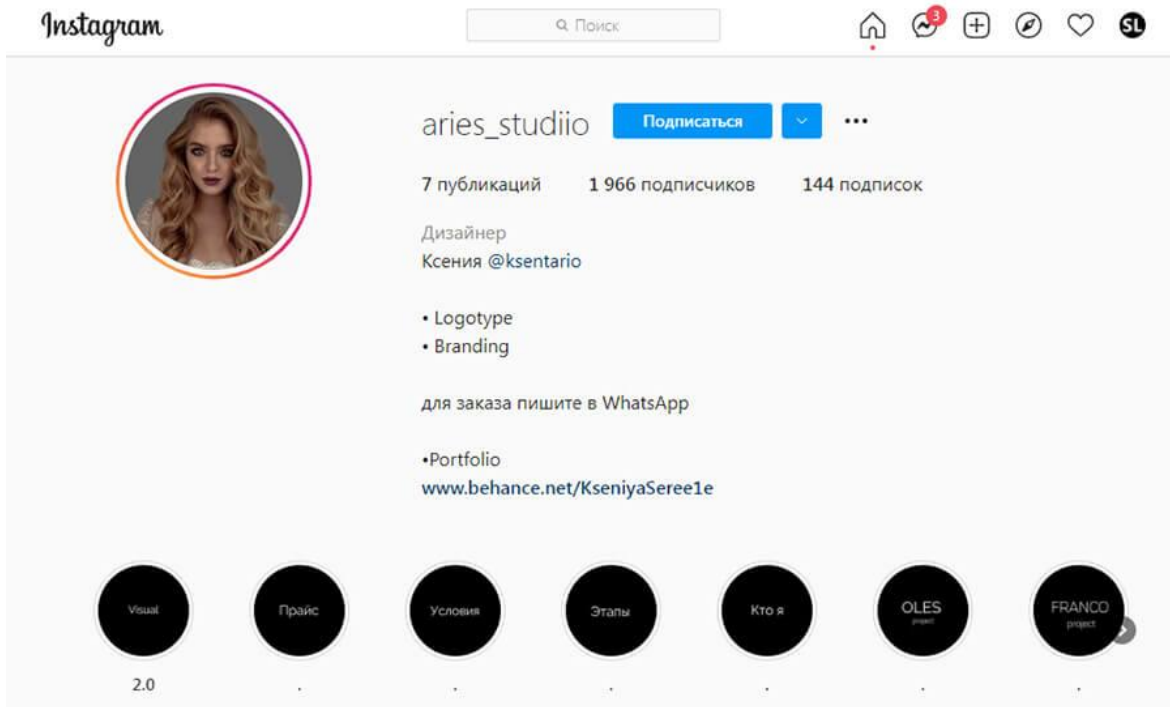 Instagram
Поиск
3
SL
aries_studiio Подписаться
7 публикаций 1 966 подписчиков 144 подписок
Дизайнер
Ксения @ksentario
• Logotype
• Branding
для заказа пишите в WhatsApp
•Portfolio
www.behance.net/KseniyaSeree1e
Visual Прайс Условия Этапы Кто я OLES project FRANCO project
2.0 . . . . . .